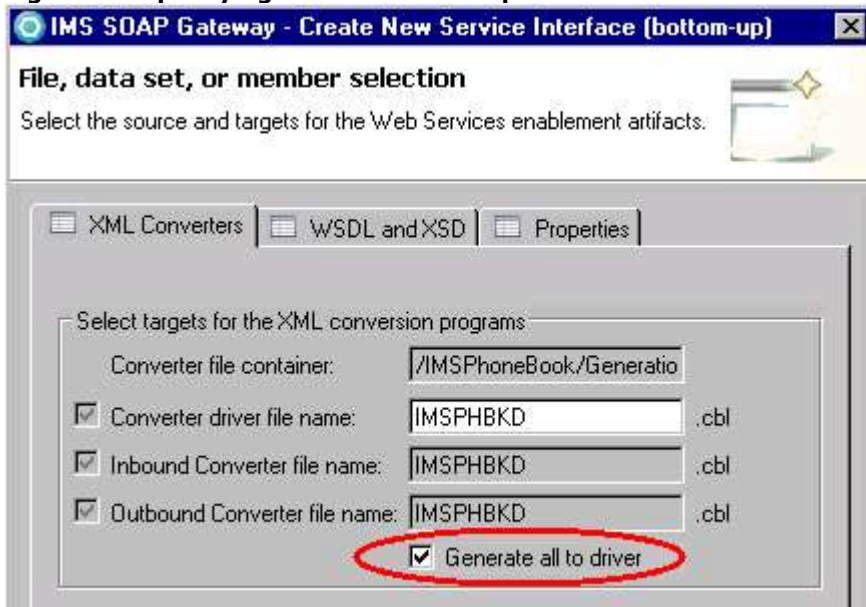 IMS SOAP Gateway - Create New Service Interface (bottom-up)
File, data set, or member selection
Select the source and targets for the Web Services enablement artifacts.
XML Converters WSDL and XSD Properties
Select targets for the XML conversion programs
Converter file container: /IMSPhoneBook/Generatio
Converter driver file name: IMSPHBKD .cbl
Inbound Converter file name: IMSPHBKD .cbl
Outbound Converter file name: IMSPHBKD .cbl
Generate all to driver